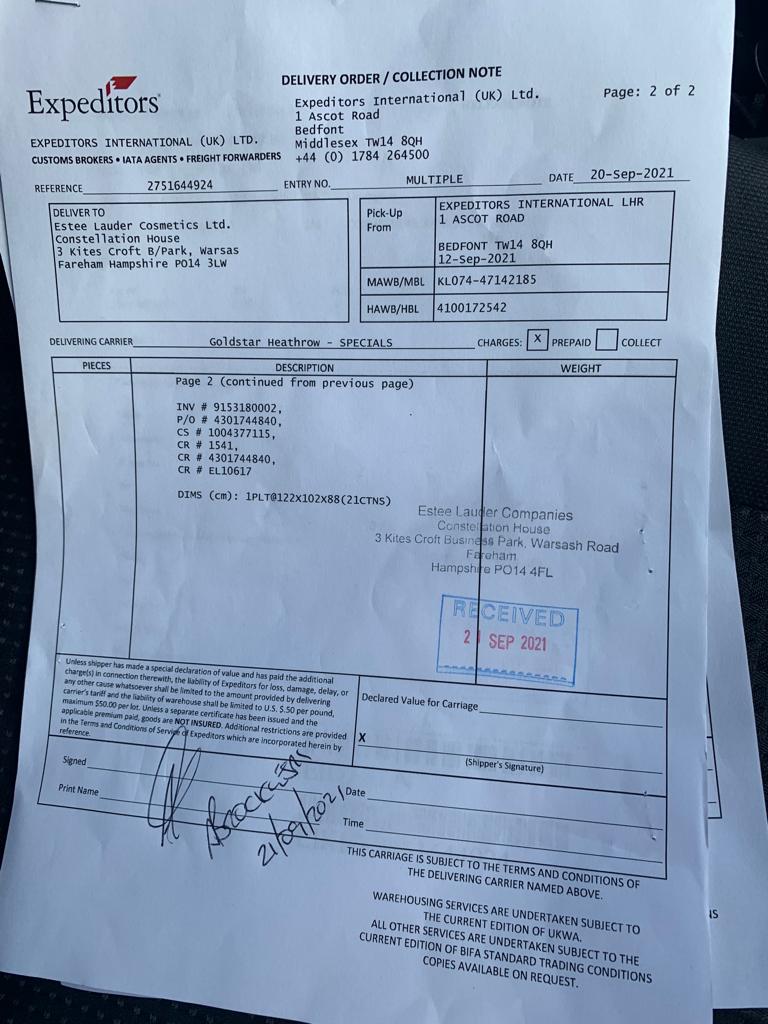 DELIVERY ORDER / COLLECTION NOTE
Expeditors
Expeditors International (UK) Ltd.
1 Ascot Road
Bedfont
Middlesex TW14 8QH
+44 (0) 1784 264500
Page: 2 of 2
EXPEDITORS INTERNATIONAL (UK) LTD.
CUSTOMS BROKERS • IATA AGENTS • FREIGHT FORWARDERS
REFERENCE 2751644924 ENTRY NO. MULTIPLE DATE 20-Sep-2021
DELIVER TO
Estee Lauder Cosmetics Ltd.
Constellation House
3 Kites Croft B/Park, Warsas
Fareham Hampshire PO14 3LW
Pick-Up
From
EXPEDITORS INTERNATIONAL LHR
1 ASCOT ROAD
BEDFONT TW14 8QH
12-Sep-2021
MAWB/MBL KL074-47142185
HAWB/HBL 4100172542
DELIVERING CARRIER Goldstar Heathrow - SPECIALS CHARGES: X PREPAID COLLECT
PIECES DESCRIPTION WEIGHT
Page 2 (continued from previous page)
INV # 9153180002,
P/O # 4301744840,
CS # 1004377115,
CR # 1541,
CR # 4301744840,
CR # EL10617
DIMS (cm): 1PLT@122X102X88(21CTNS)
Estee Lauder Companies
Constellation House
3 Kites Croft Business Park, Warsash Road
Fareham
Hampshire PO14 4FL
RECEIVED
21 SEP 2021
Unless shipper has made a special declaration of value and has paid the additional
charge(s) in connection therewith, the liability of Expeditors for loss, damage, delay, or
any other cause whatsoever shall be limited to the amount provided by delivering
carrier's tariff and the liability of warehouse shall be limited to U.S. $.50 per pound,
maximum $50.00 per lot. Unless a separate certificate has been issued and the
applicable premium paid, goods are NOT INSURED. Additional restrictions are provided
in the Terms and Conditions of Service of Expeditors which are incorporated herein by
reference.
Declared Value for Carriage
X
(Shipper's Signature)
Signed
Print Name
21/09/2021
Date
Time
THIS CARRIAGE IS SUBJECT TO THE TERMS AND CONDITIONS OF
THE DELIVERING CARRIER NAMED ABOVE.
WAREHOUSING SERVICES ARE UNDERTAKEN SUBJECT TO
THE CURRENT EDITION OF UKWA.
ALL OTHER SERVICES ARE UNDERTAKEN SUBJECT TO THE
CURRENT EDITION OF BIFA STANDARD TRADING CONDITIONS
COPIES AVAILABLE ON REQUEST.